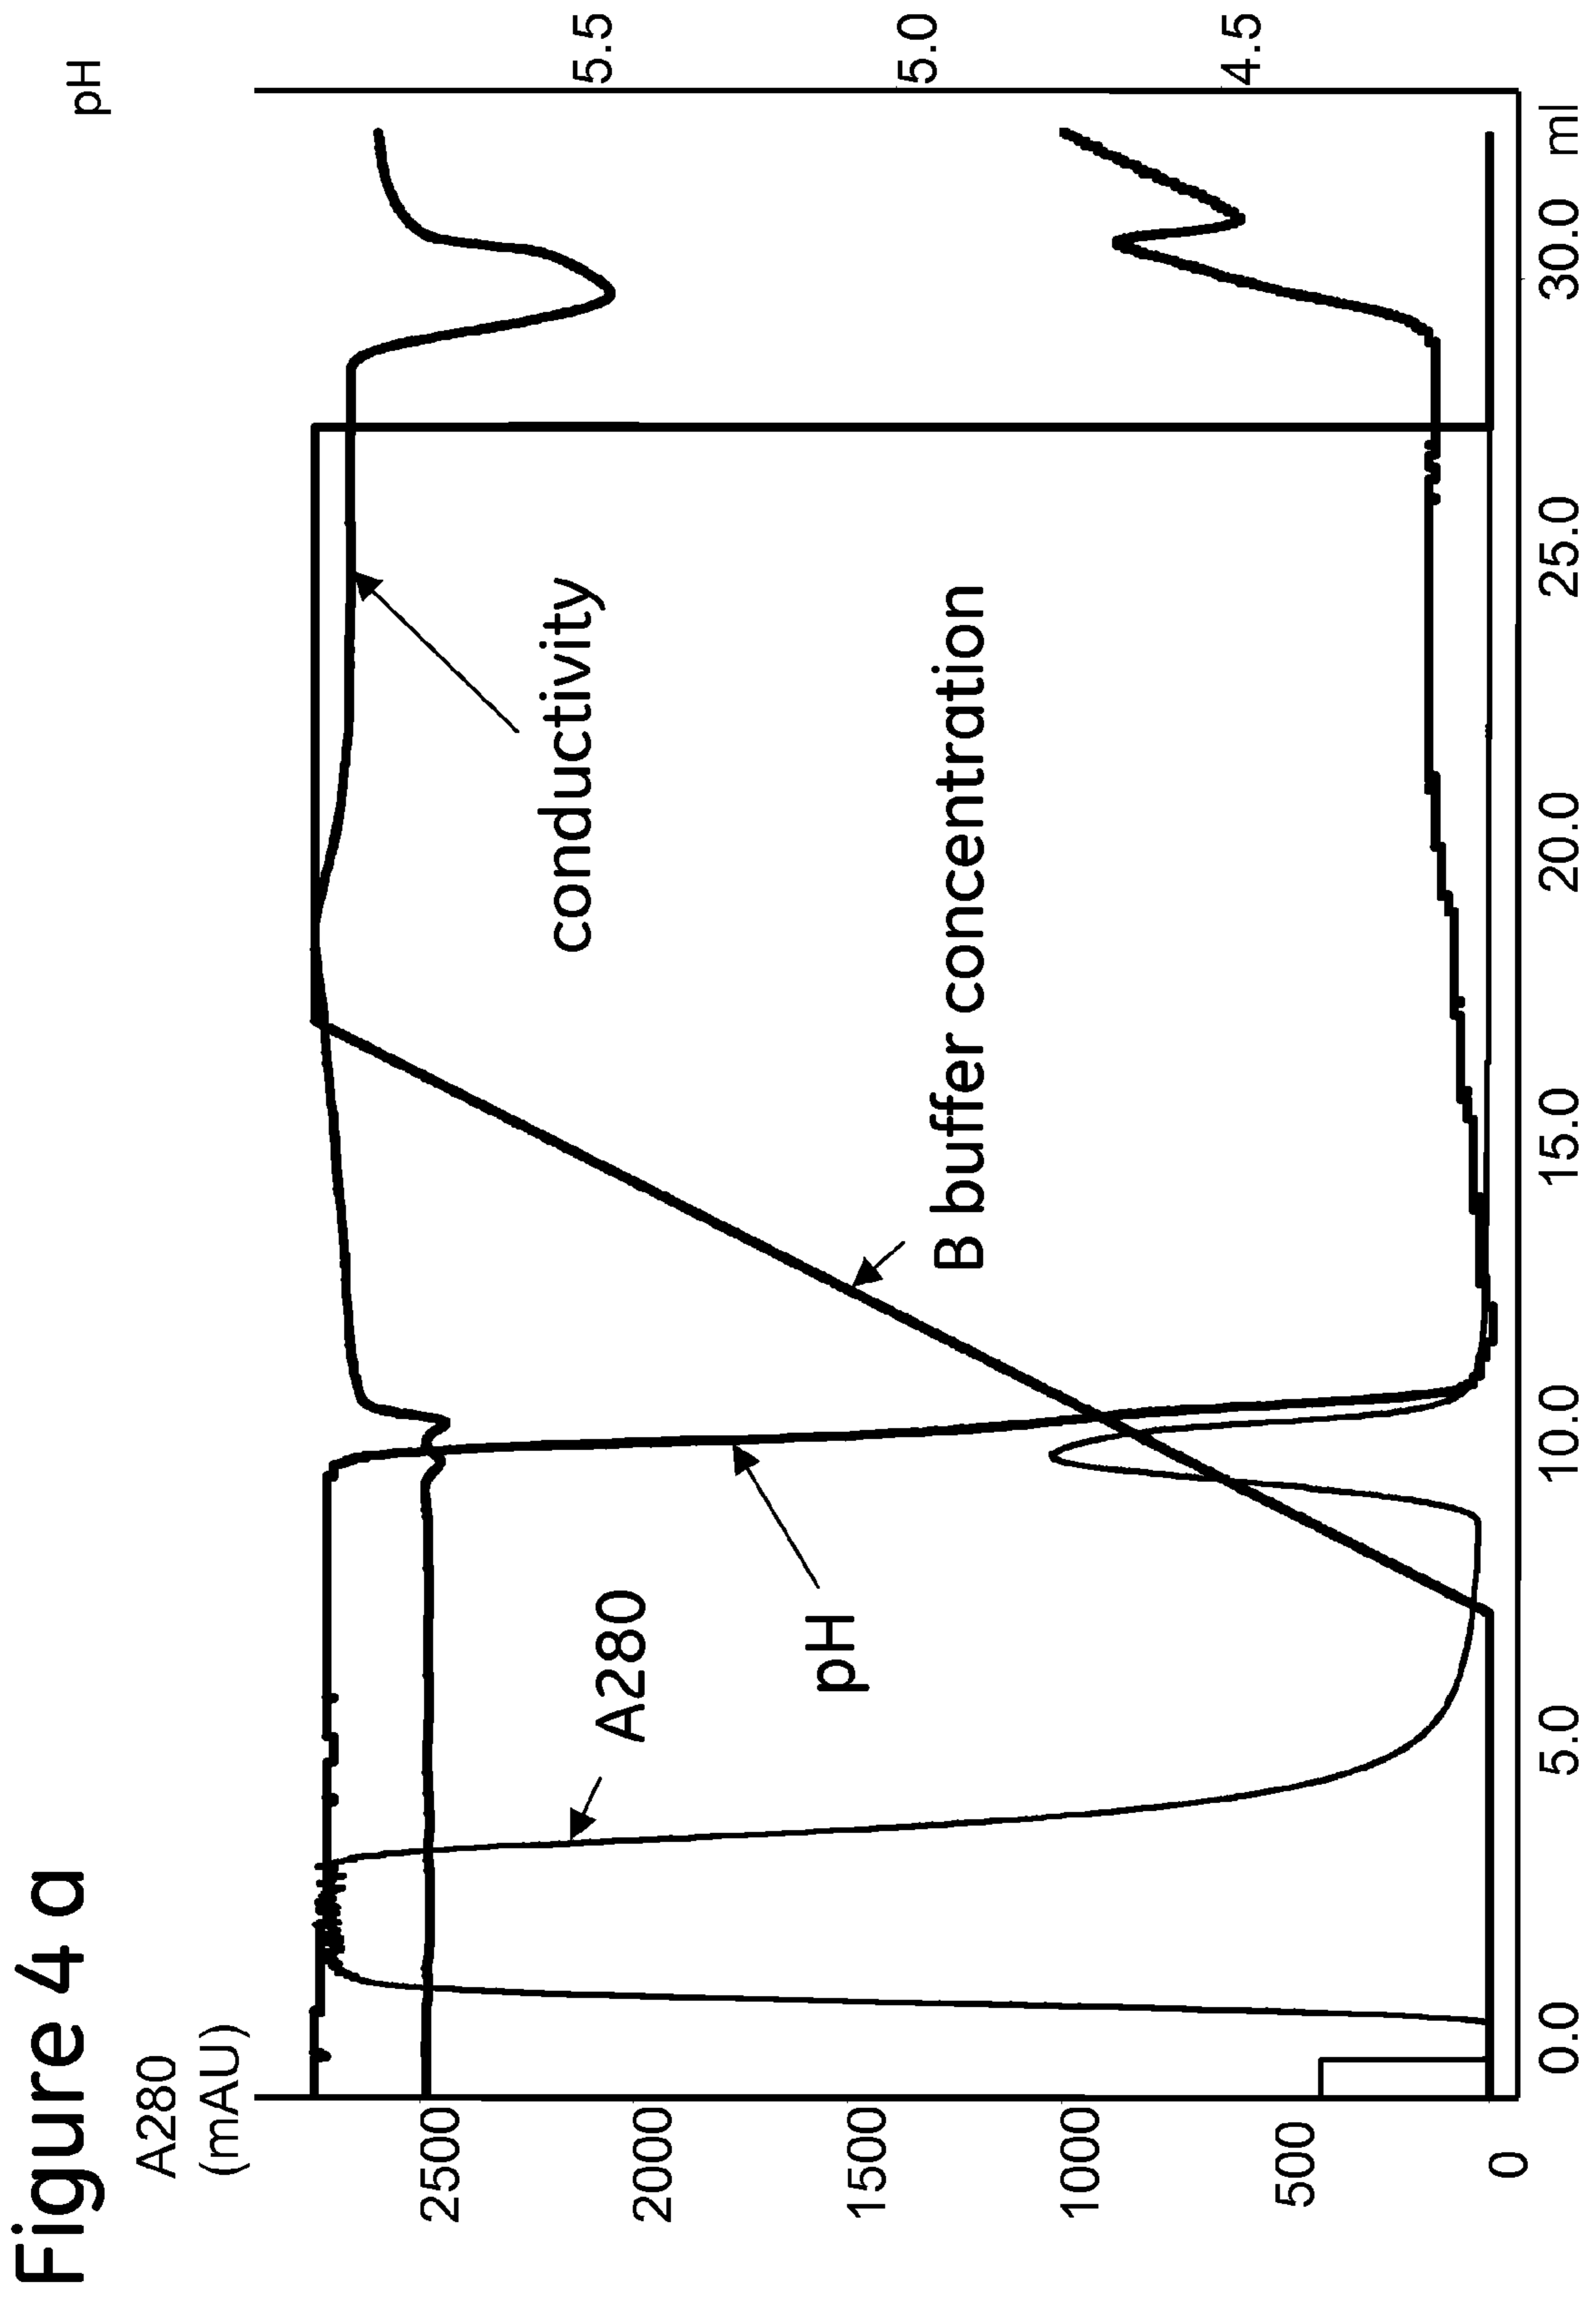 Figure 4 a
A280
(mAU)
pH
2500
2000
1500
1000
500
0
5.5
5.0
4.5
conductivity
B buffer concentration
A280
pH
0.0
5.0
10.0
15.0
20.0
25.0
30.0
ml